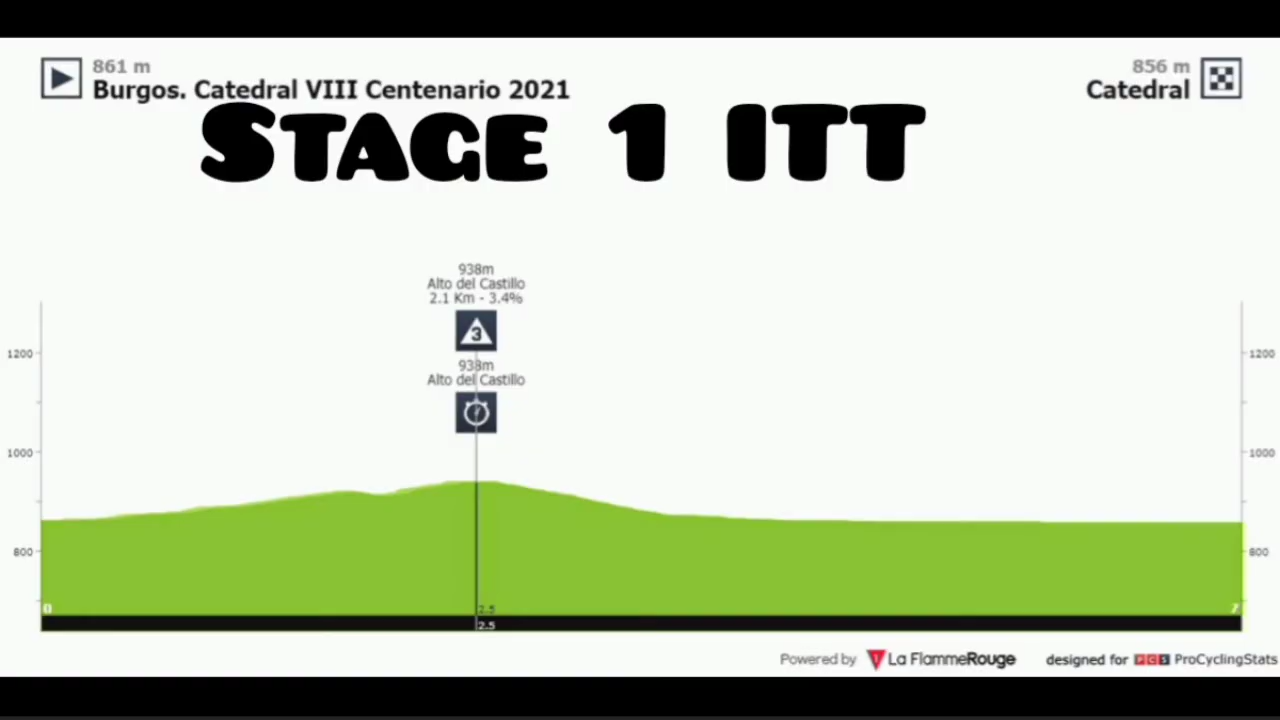 861 m
Burgos. Catedral VIII Centenario 2021
856 m
Catedral
STAGE 1 ITT
938m
Alto del Castillo
2.1 Km - 3.4%
3
938m
Alto del Castillo
1200
1200
1000
1000
800
800
0
2.5
7
2.5
Powered by La FlammeRouge
designed for PCS ProCyclingStats